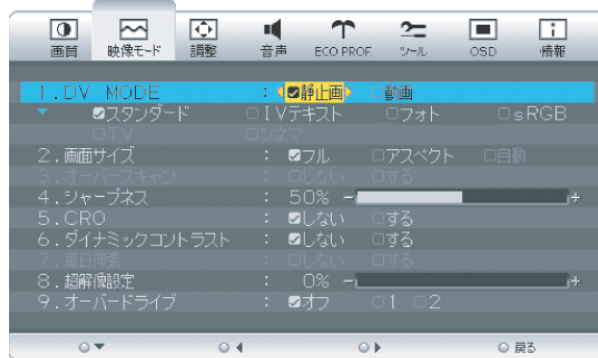 画質 映像モード 調整 音声 ECO PROF. ツール OSD 情報
1.DV MODE : ☑静止画 □動画
☑スタンダード □IVテキスト □フォト □sRGB
□TV □シネマ
2.画面サイズ : ☑フル □アスペクト □自動
3.オーバースキャン : □しない □する
4.シャープネス : 50% − +
5.CRO : ☑しない □する
6.ダイナミックコントラスト : ☑しない □する
7.黒白伸張 : □しない □する
8.超解像設定 : 0% − +
9.オーバードライブ : ☑オフ □1 □2
戻る